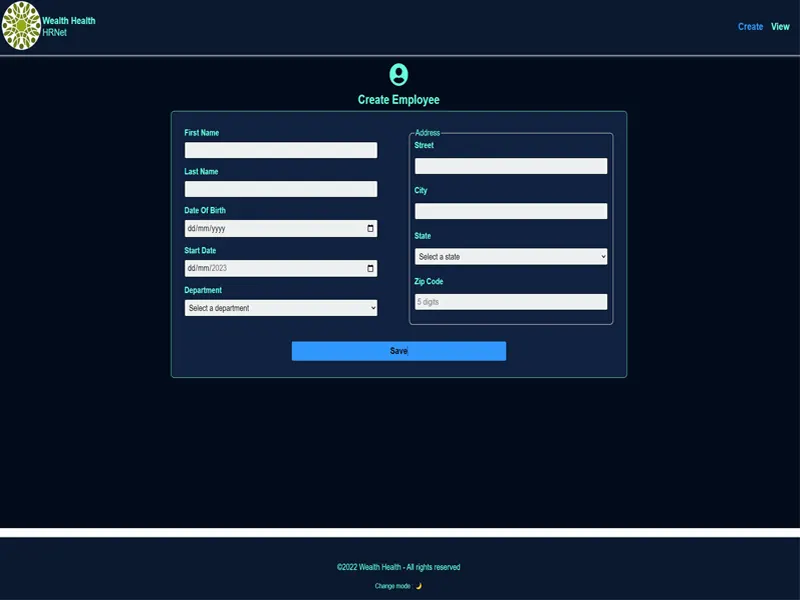 Wealth Health
HRNet
Create View
Create Employee
First Name
Last Name
Date Of Birth
dd/mm/yyyy
Start Date
dd/mm/2023
Department
Select a department
Address
Street
City
State
Select a state
Zip Code
5 digits
Save
©2022 Wealth Health - All rights reserved
Change mode : 🌙